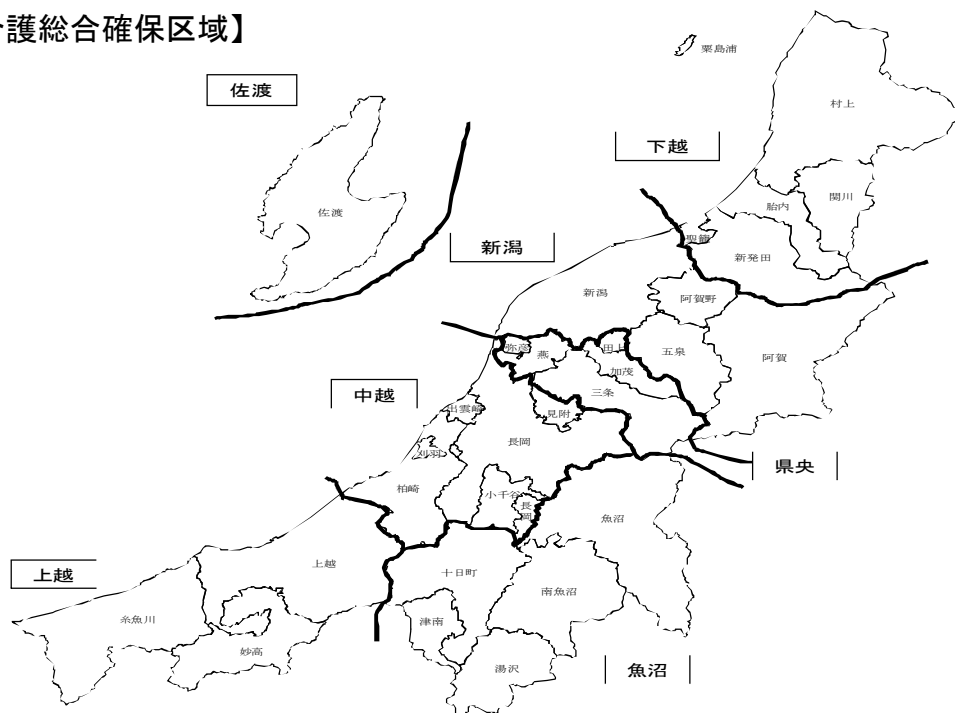 護総合確保区域】
粟島浦
村上
佐渡
下越
関川
胎内
佐渡
聖籠
新潟
新発田
新潟
阿賀野
弥彦
燕
田上
五泉
阿賀
加茂
中越
三条
出雲崎
見附
長岡
刈羽
県央
柏崎
小千谷
長岡
魚沼
上越
上越
十日町
南魚沼
糸魚川
津南
妙高
湯沢
魚沼